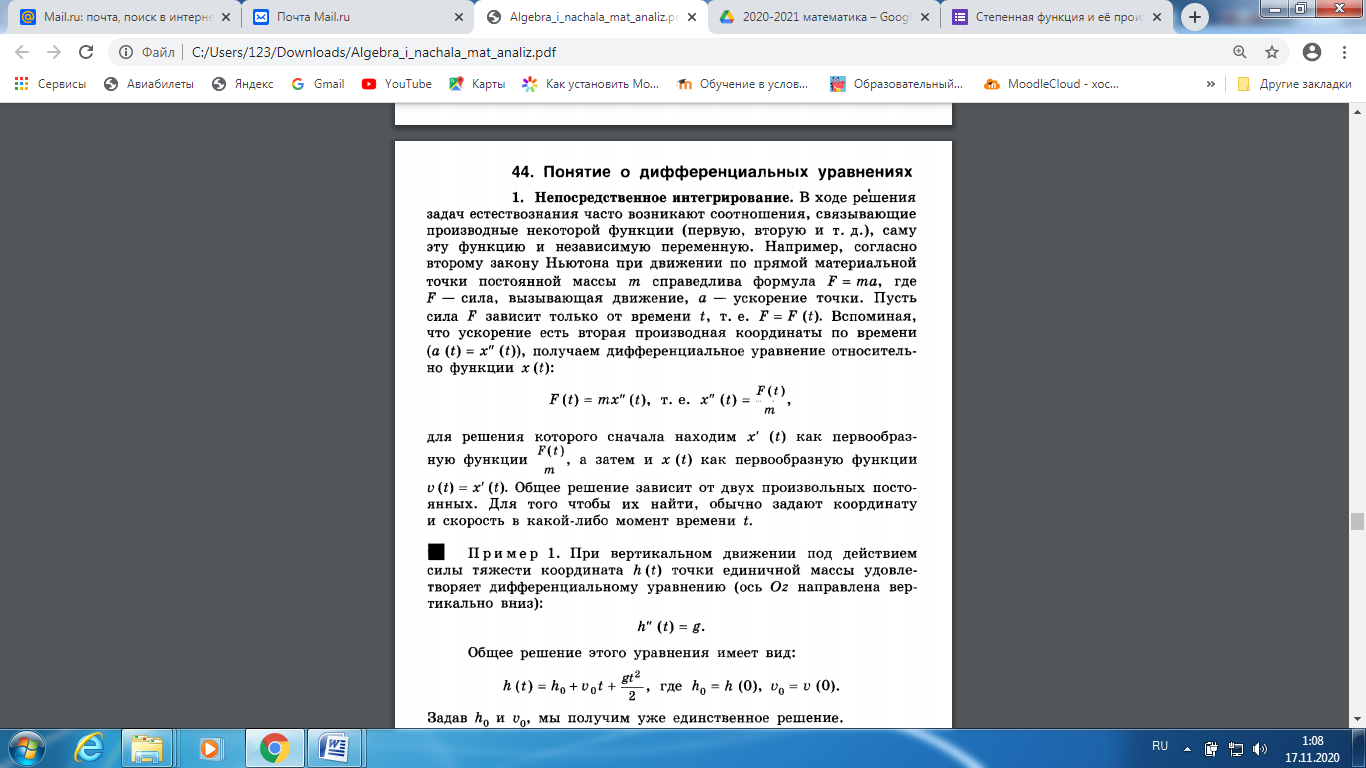 Mail.ru: почта, поиск в интерне
Почта Mail.ru
Algebra_i_nachala_mat_analiz.pd
2020-2021 математика – Goog
Степенная функция и её прои
Файл | C:/Users/123/Downloads/Algebra_i_nachala_mat_analiz.pdf
Сервисы Авиабилеты Яндекс Gmail YouTube Карты Как установить Mo... Обучение в услов... Образовательный... MoodleCloud - хос... » Другие закладки
44. Понятие о дифференциальных уравнениях
1. Непосредственное интегрирование. В ходе решения
задач естествознания часто возникают соотношения, связывающие
производные некоторой функции (первую, вторую и т. д.), саму
эту функцию и независимую переменную. Например, согласно
второму закону Ньютона при движении по прямой материальной
точки постоянной массы m справедлива формула F = ma, где
F — сила, вызывающая движение, a — ускорение точки. Пусть
сила F зависит только от времени t, т. е. F = F (t). Вспоминая,
что ускорение есть вторая производная координаты по времени
(a (t) = x″ (t)), получаем дифференциальное уравнение относитель-
но функции x (t):
F (t) = mx″ (t), т. е. x″ (t) = F (t)/m,
для решения которого сначала находим x′ (t) как первообраз-
ную функции F(t)/m, а затем и x (t) как первообразную функции
v (t) = x′ (t). Общее решение зависит от двух произвольных посто-
янных. Для того чтобы их найти, обычно задают координату
и скорость в какой-либо момент времени t.
Пример 1. При вертикальном движении под действием
силы тяжести координата h (t) точки единичной массы удовле-
творяет дифференциальному уравнению (ось Oz направлена вер-
тикально вниз):
h″ (t) = g.
Общее решение этого уравнения имеет вид:
h (t) = h₀ + v₀t + gt²/2, где h₀ = h (0), v₀ = v (0).
Задав h₀ и v₀, мы получим уже единственное решение.
RU
1:08
17.11.2020